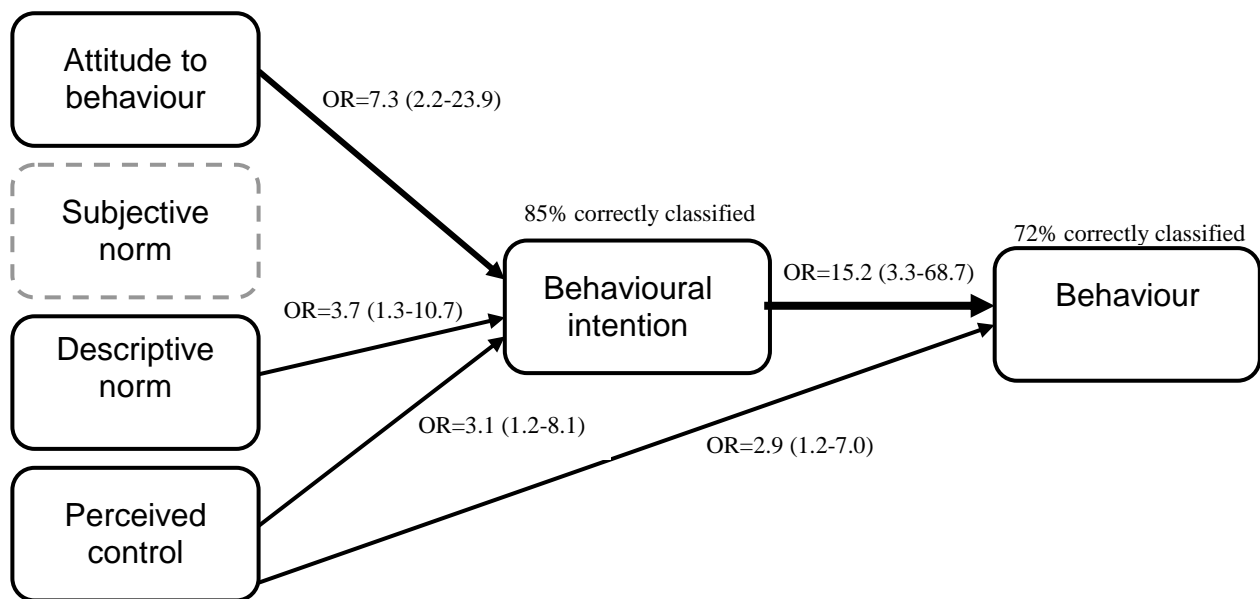 Attitude to
behaviour
OR=7.3 (2.2-23.9)
Subjective
norm
85% correctly classified
72% correctly classified
OR=15.2 (3.3-68.7)
Behavioural
intention
Behaviour
OR=3.7 (1.3-10.7)
Descriptive
norm
OR=3.1 (1.2-8.1)
OR=2.9 (1.2-7.0)
Perceived
control